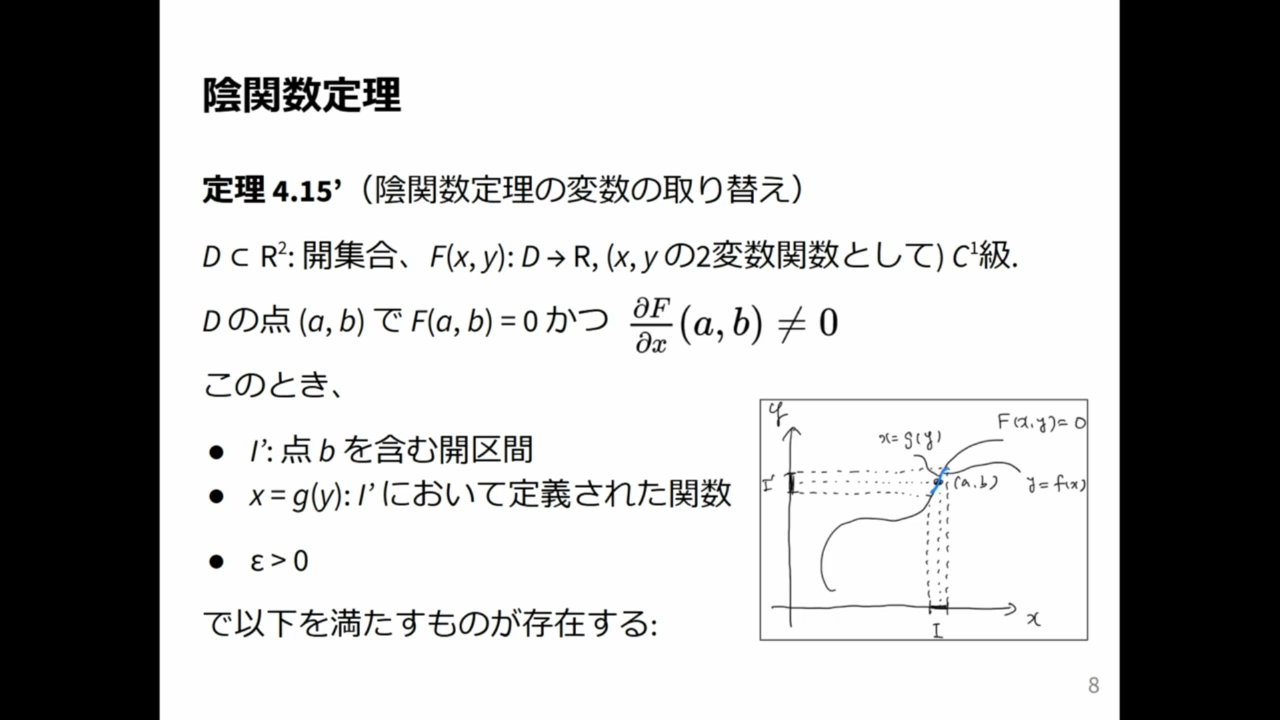 陰関数定理
定理 4.15’（陰関数定理の変数の取り替え）
D ⊂ R²: 開集合、F(x, y): D → R, (x, y の2変数関数として) C¹級.
D の点 (a, b) で F(a, b) = 0 かつ ∂F/∂x (a, b) ≠ 0
このとき、
● I’: 点 b を含む開区間
● x = g(y): I’ において定義された関数
● ε > 0
で以下を満たすものが存在する:
y
F(x,y)=0
x=g(y)
I'
(a,b)
y=f(x)
x
I
8